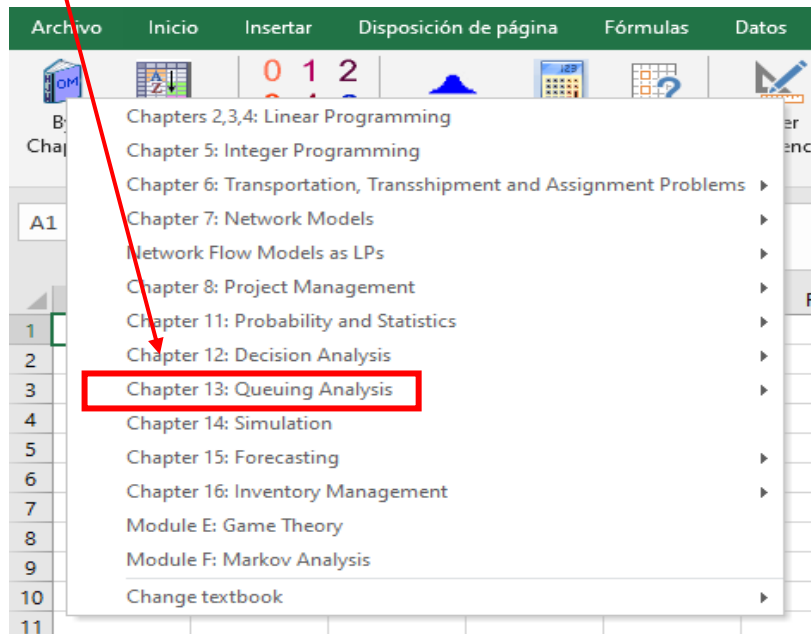 Archivo Inicio Insertar Disposición de página Fórmulas Datos
OM A Z 0 1 2 123 ?
Chapters 2,3,4: Linear Programming
Chapter 5: Integer Programming
Chapter 6: Transportation, Transshipment and Assignment Problems
Chapter 7: Network Models
Network Flow Models as LPs
Chapter 8: Project Management
Chapter 11: Probability and Statistics
Chapter 12: Decision Analysis
Chapter 13: Queuing Analysis
Chapter 14: Simulation
Chapter 15: Forecasting
Chapter 16: Inventory Management
Module E: Game Theory
Module F: Markov Analysis
Change textbook
A1
1
2
3
4
5
6
7
8
9
10
11